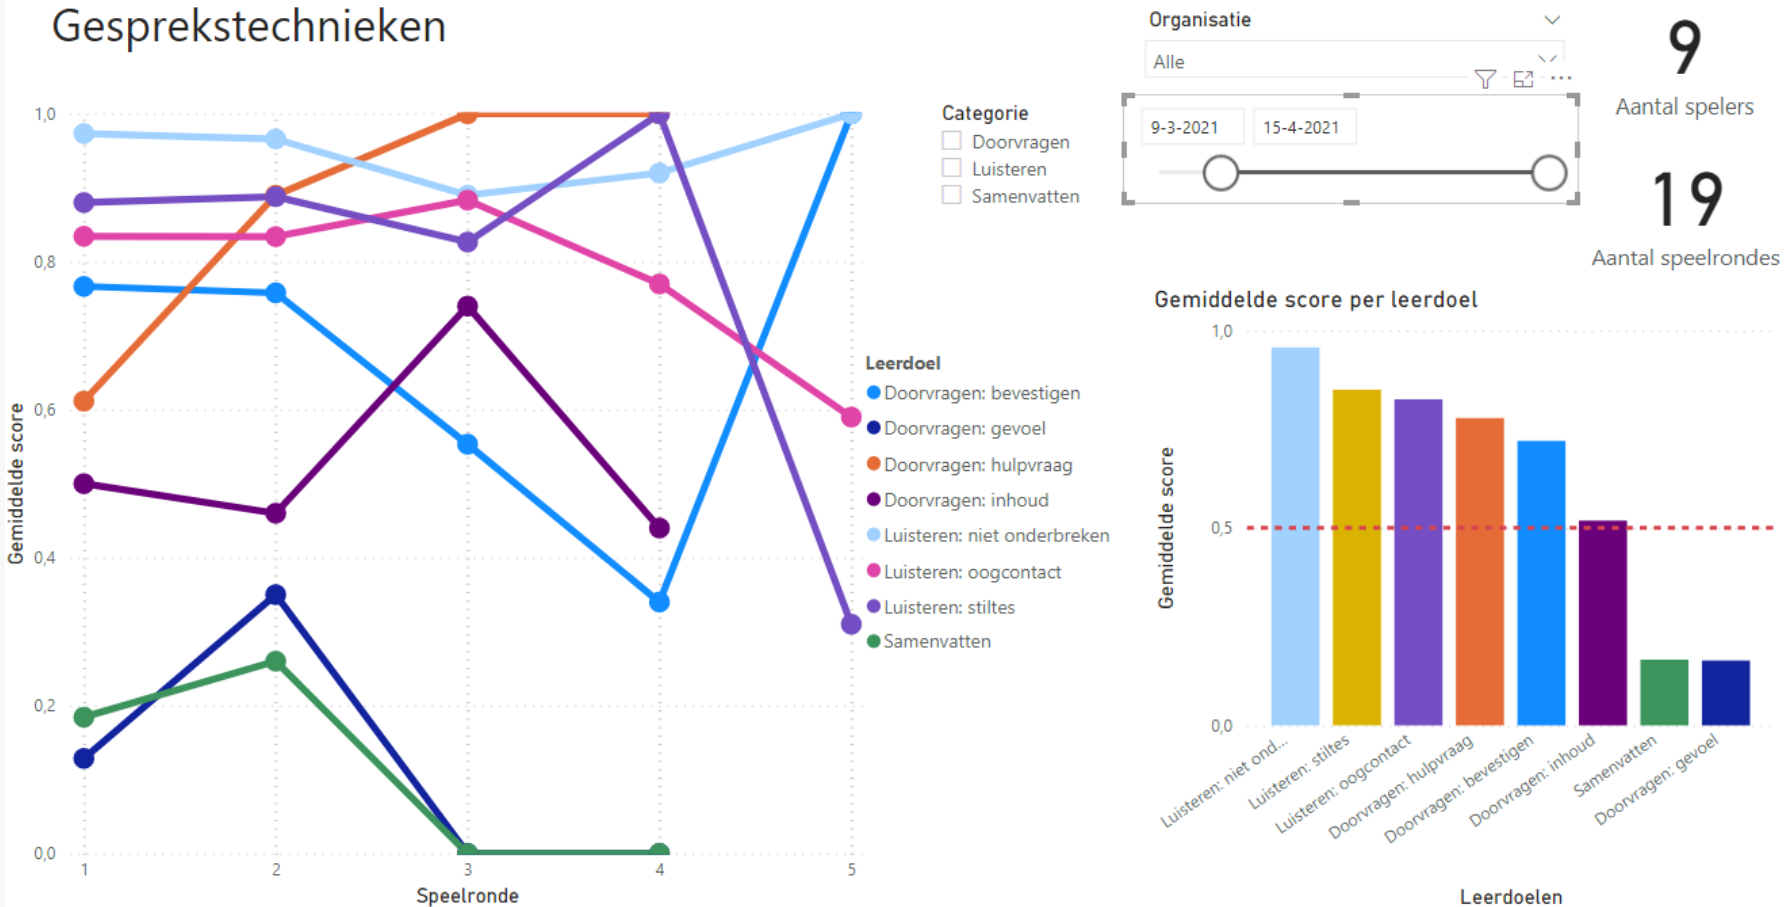 Gesprekstechnieken
Organisatie
Alle
9
Aantal spelers
Categorie
Doorvragen
Luisteren
Samenvatten
9-3-2021
15-4-2021
19
Aantal speelrondes
Gemiddelde score
1,0
0,8
0,6
0,4
0,2
0,0
1 2 3 4 5
Speelronde
Leerdoel
Doorvragen: bevestigen
Doorvragen: gevoel
Doorvragen: hulpvraag
Doorvragen: inhoud
Luisteren: niet onderbreken
Luisteren: oogcontact
Luisteren: stiltes
Samenvatten
Gemiddelde score per leerdoel
Gemiddelde score
1,0
0,5
0,0
Luisteren: niet ond...
Luisteren: stiltes
Luisteren: oogcontact
Doorvragen: hulpvraag
Doorvragen: bevestigen
Doorvragen: inhoud
Samenvatten
Doorvragen: gevoel
Leerdoelen